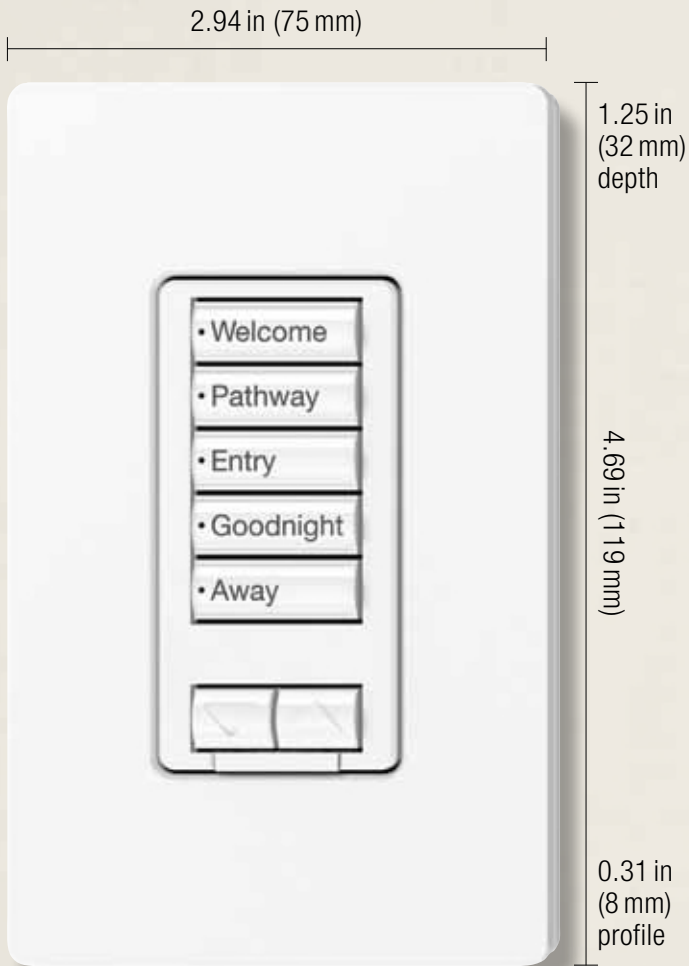 2.94 in (75 mm)
1.25 in
(32 mm)
depth
• Welcome
• Pathway
• Entry
• Goodnight
• Away
4.69 in (119 mm)
0.31 in
(8 mm)
profile